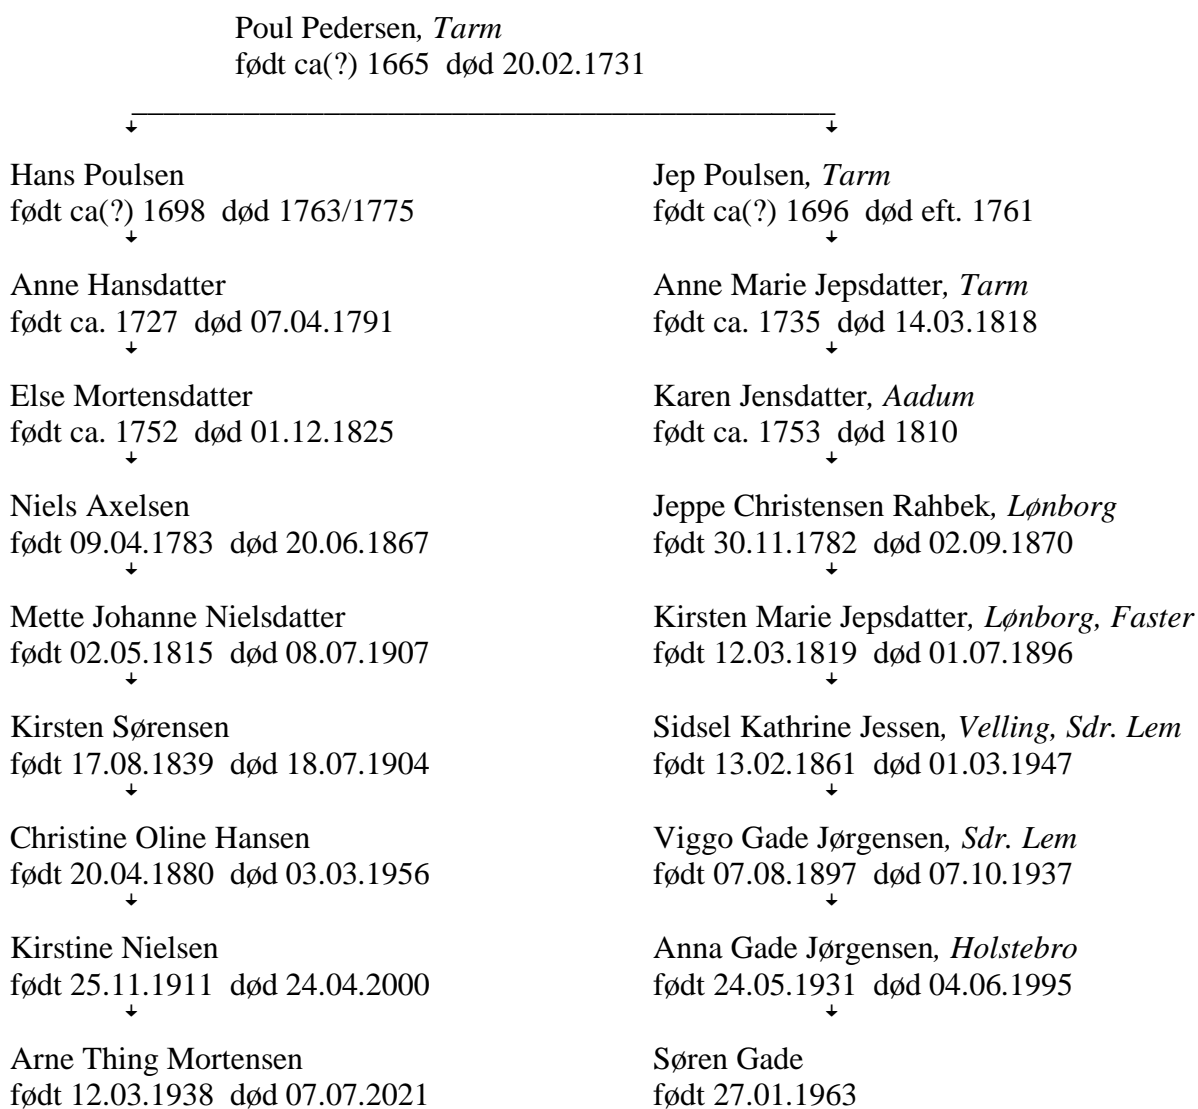 Poul Pedersen, Tarm
født ca(?) 1665 død 20.02.1731
Hans Poulsen
født ca(?) 1698 død 1763/1775
Anne Hansdatter
født ca. 1727 død 07.04.1791
Else Mortensdatter
født ca. 1752 død 01.12.1825
Niels Axelsen
født 09.04.1783 død 20.06.1867
Mette Johanne Nielsdatter
født 02.05.1815 død 08.07.1907
Kirsten Sørensen
født 17.08.1839 død 18.07.1904
Christine Oline Hansen
født 20.04.1880 død 03.03.1956
Kirstine Nielsen
født 25.11.1911 død 24.04.2000
Arne Thing Mortensen
født 12.03.1938 død 07.07.2021
Jep Poulsen, Tarm
født ca(?) 1696 død eft. 1761
Anne Marie Jepsdatter, Tarm
født ca. 1735 død 14.03.1818
Karen Jensdatter, Aadum
født ca. 1753 død 1810
Jeppe Christensen Rahbek, Lønborg
født 30.11.1782 død 02.09.1870
Kirsten Marie Jepsdatter, Lønborg, Faster
født 12.03.1819 død 01.07.1896
Sidsel Kathrine Jessen, Velling, Sdr. Lem
født 13.02.1861 død 01.03.1947
Viggo Gade Jørgensen, Sdr. Lem
født 07.08.1897 død 07.10.1937
Anna Gade Jørgensen, Holstebro
født 24.05.1931 død 04.06.1995
Søren Gade
født 27.01.1963